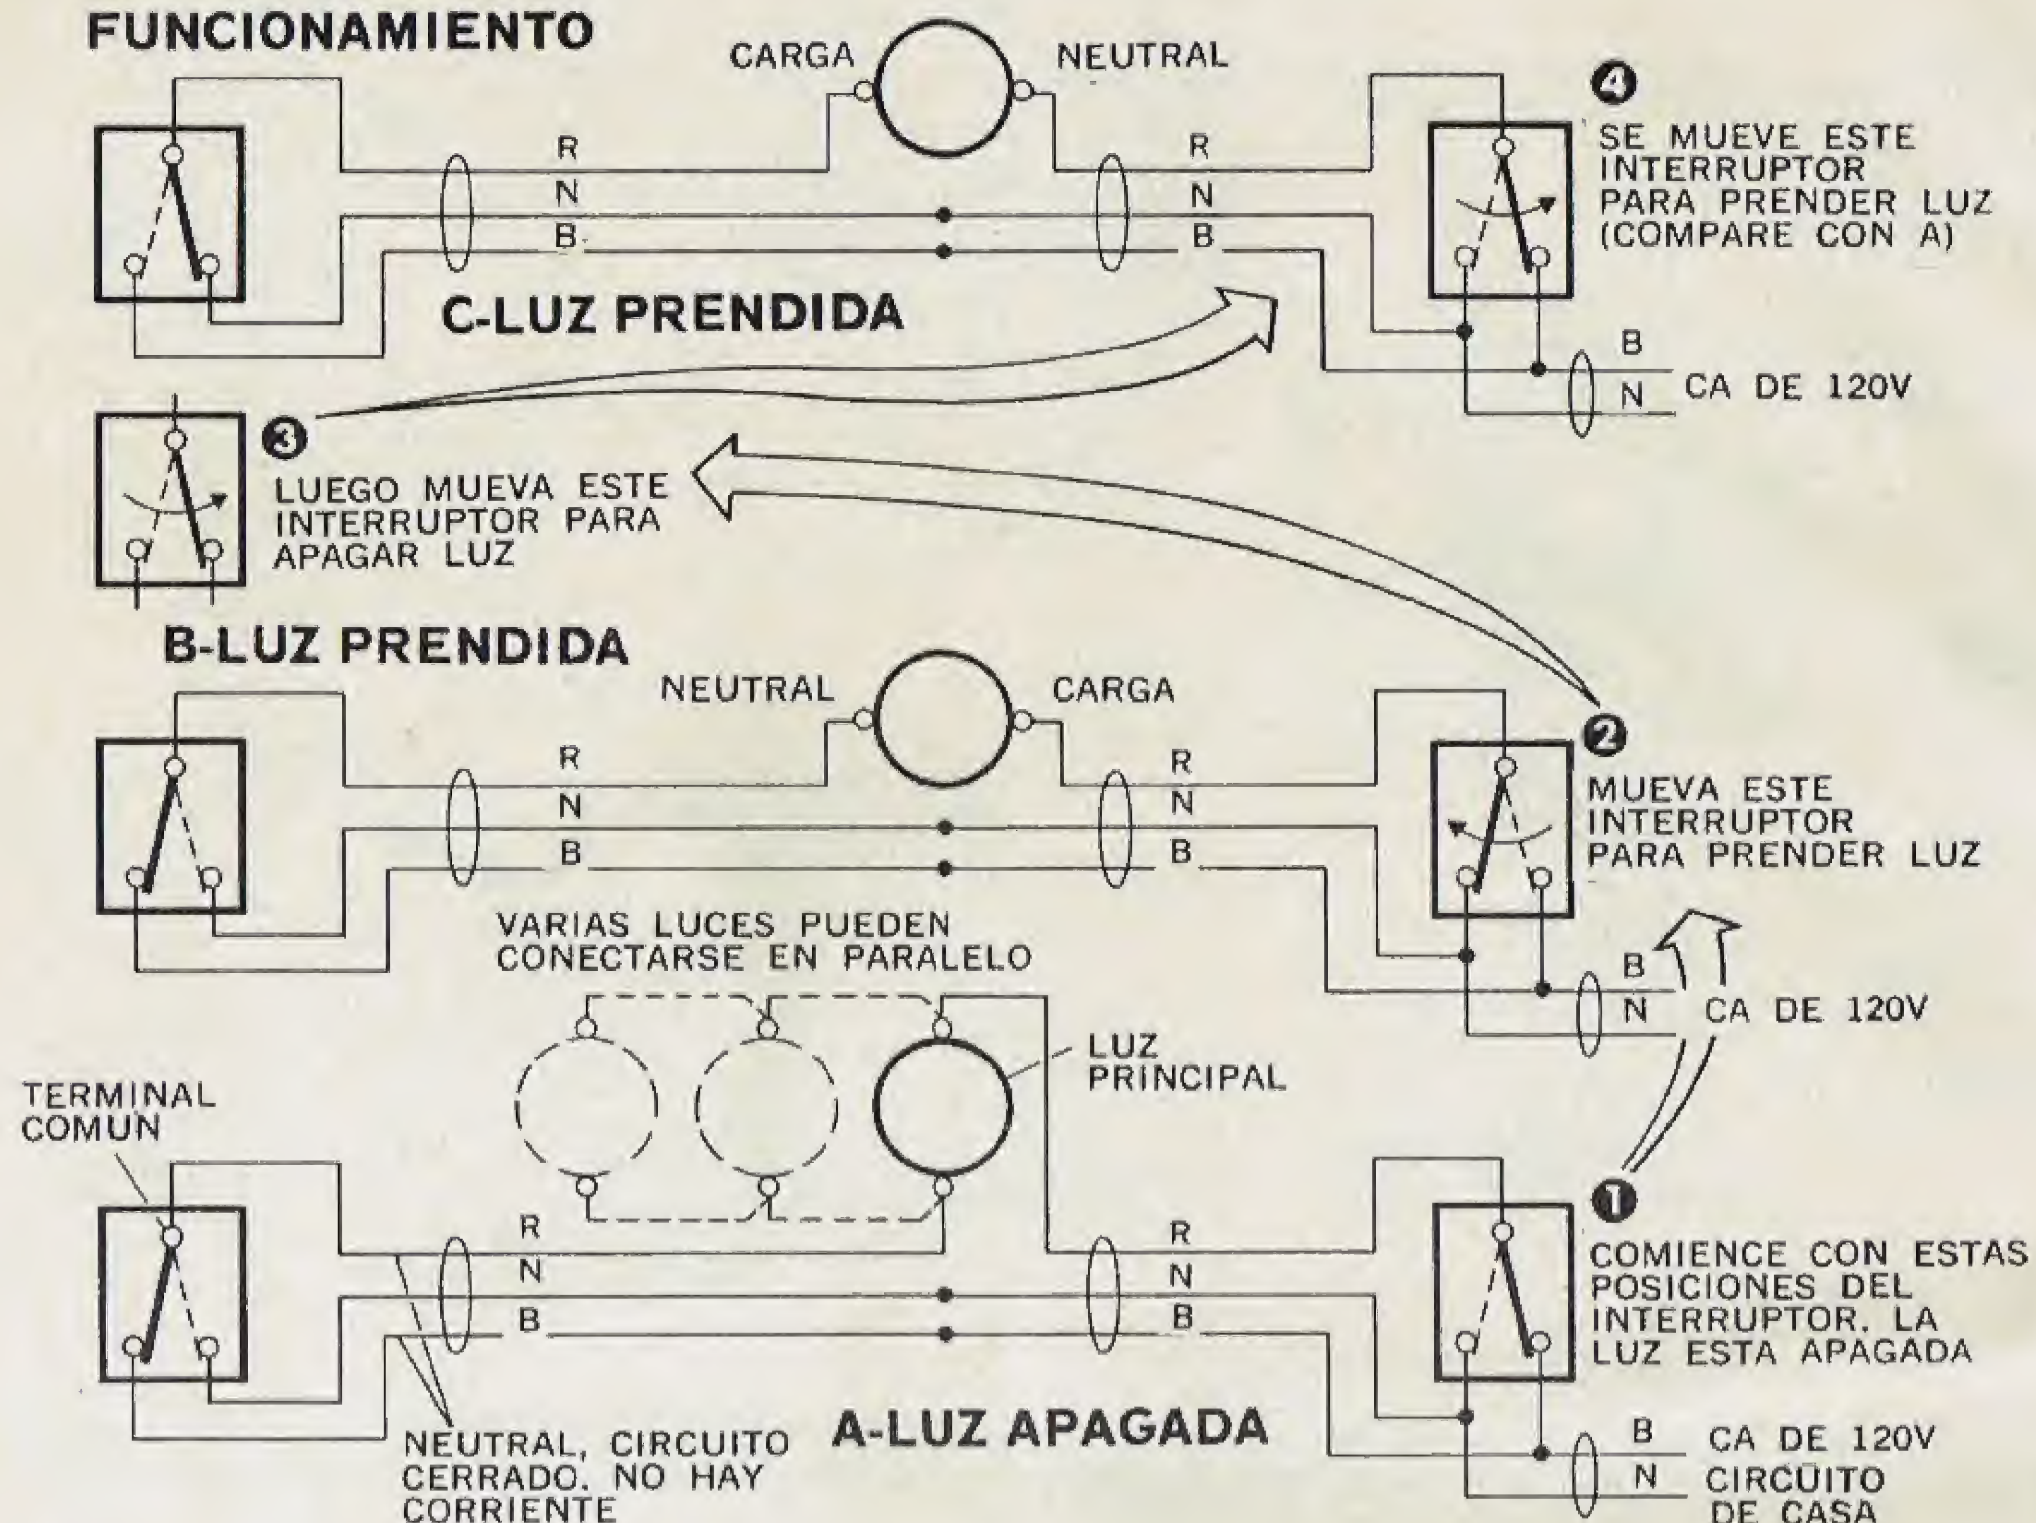 FUNCIONAMIENTO
CARGA
NEUTRAL
R
N
B
R
N
B
4
SE MUEVE ESTE
INTERRUPTOR
PARA PRENDER LUZ
(COMPARE CON A)
C-LUZ PRENDIDA
B
N
CA DE 120V
3
LUEGO MUEVA ESTE
INTERRUPTOR PARA
APAGAR LUZ
B-LUZ PRENDIDA
NEUTRAL
CARGA
R
N
B
R
N
B
2
MUEVA ESTE
INTERRUPTOR
PARA PRENDER LUZ
B
N
CA DE 120V
VARIAS LUCES PUEDEN
CONECTARSE EN PARALELO
LUZ
PRINCIPAL
TERMINAL
COMUN
R
N
B
R
N
B
1
COMIENCE CON ESTAS
POSICIONES DEL
INTERRUPTOR. LA
LUZ ESTA APAGADA
NEUTRAL, CIRCUITO
CERRADO. NO HAY
CORRIENTE
A-LUZ APAGADA
B
N
CA DE 120V
CIRCUITO
DE CASA